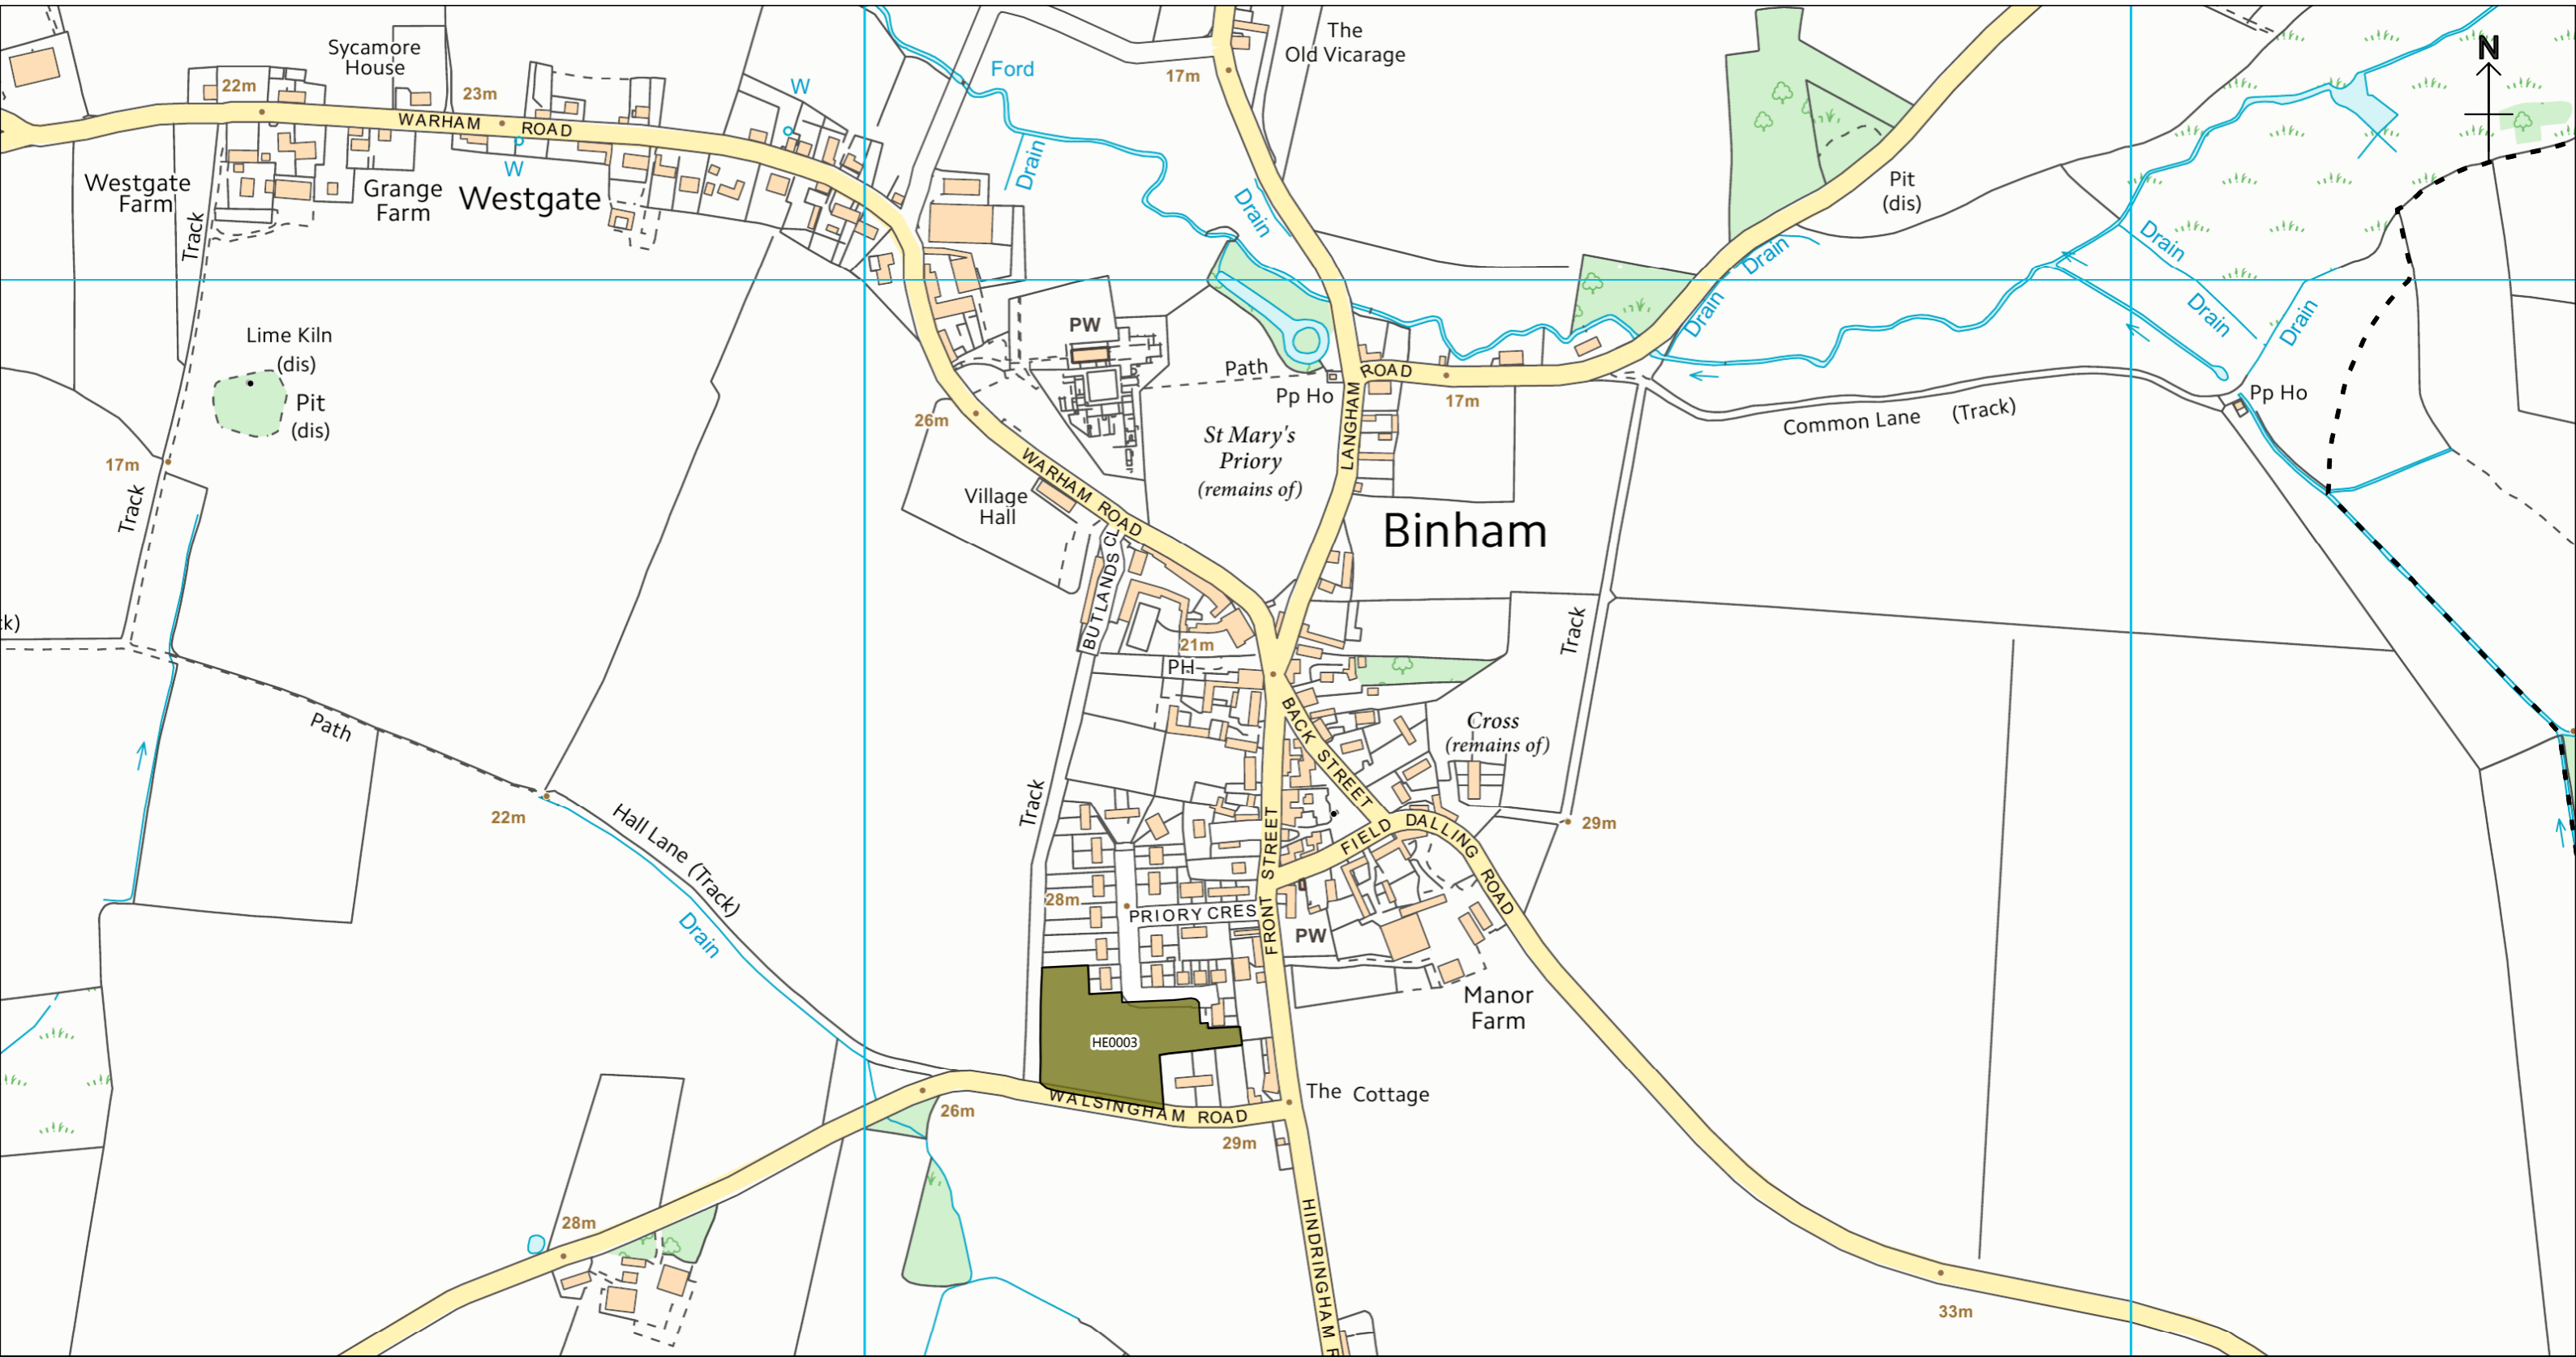 N
The
Old Vicarage
Sycamore
House
Ford
17m
22m
23m
W
WARHAM ROAD
W
Drain
Westgate
Farm
Grange
Farm
Westgate
Track
Drain
Pit
(dis)
Drain
Drain
Drain
Drain
Drain
Lime Kiln
(dis)
Pit
(dis)
PW
Path
Pp Ho
LANGHAM
ROAD
17m
Common Lane
(Track)
Pp Ho
26m
St Mary's
Priory
(remains of)
17m
Track
WARHAM ROAD
Village
Hall
Binham
BUTLANDS CL
k)
21m
PH
Track
Path
BACK STREET
Cross
(remains of)
Track
22m
Hall Lane (Track)
Drain
FRONT STREET
FIELD DALLING
ROAD
29m
28m
PRIORY CRES
PW
Manor
Farm
HE0003
The Cottage
WALSINGHAM ROAD
26m
29m
28m
HINDRINGHAM R
33m